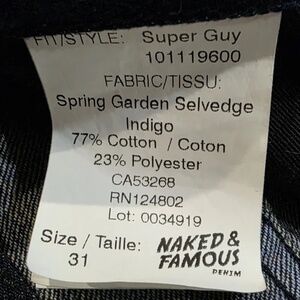 FIT/STYLE: Super Guy
101119600
FABRIC/TISSU:
Spring Garden Selvedge
Indigo
77% Cotton / Coton
23% Polyester
CA53268
RN124802
Lot: 0034919
Size / Taille:
31
NAKED &
FAMOUS
DENIM